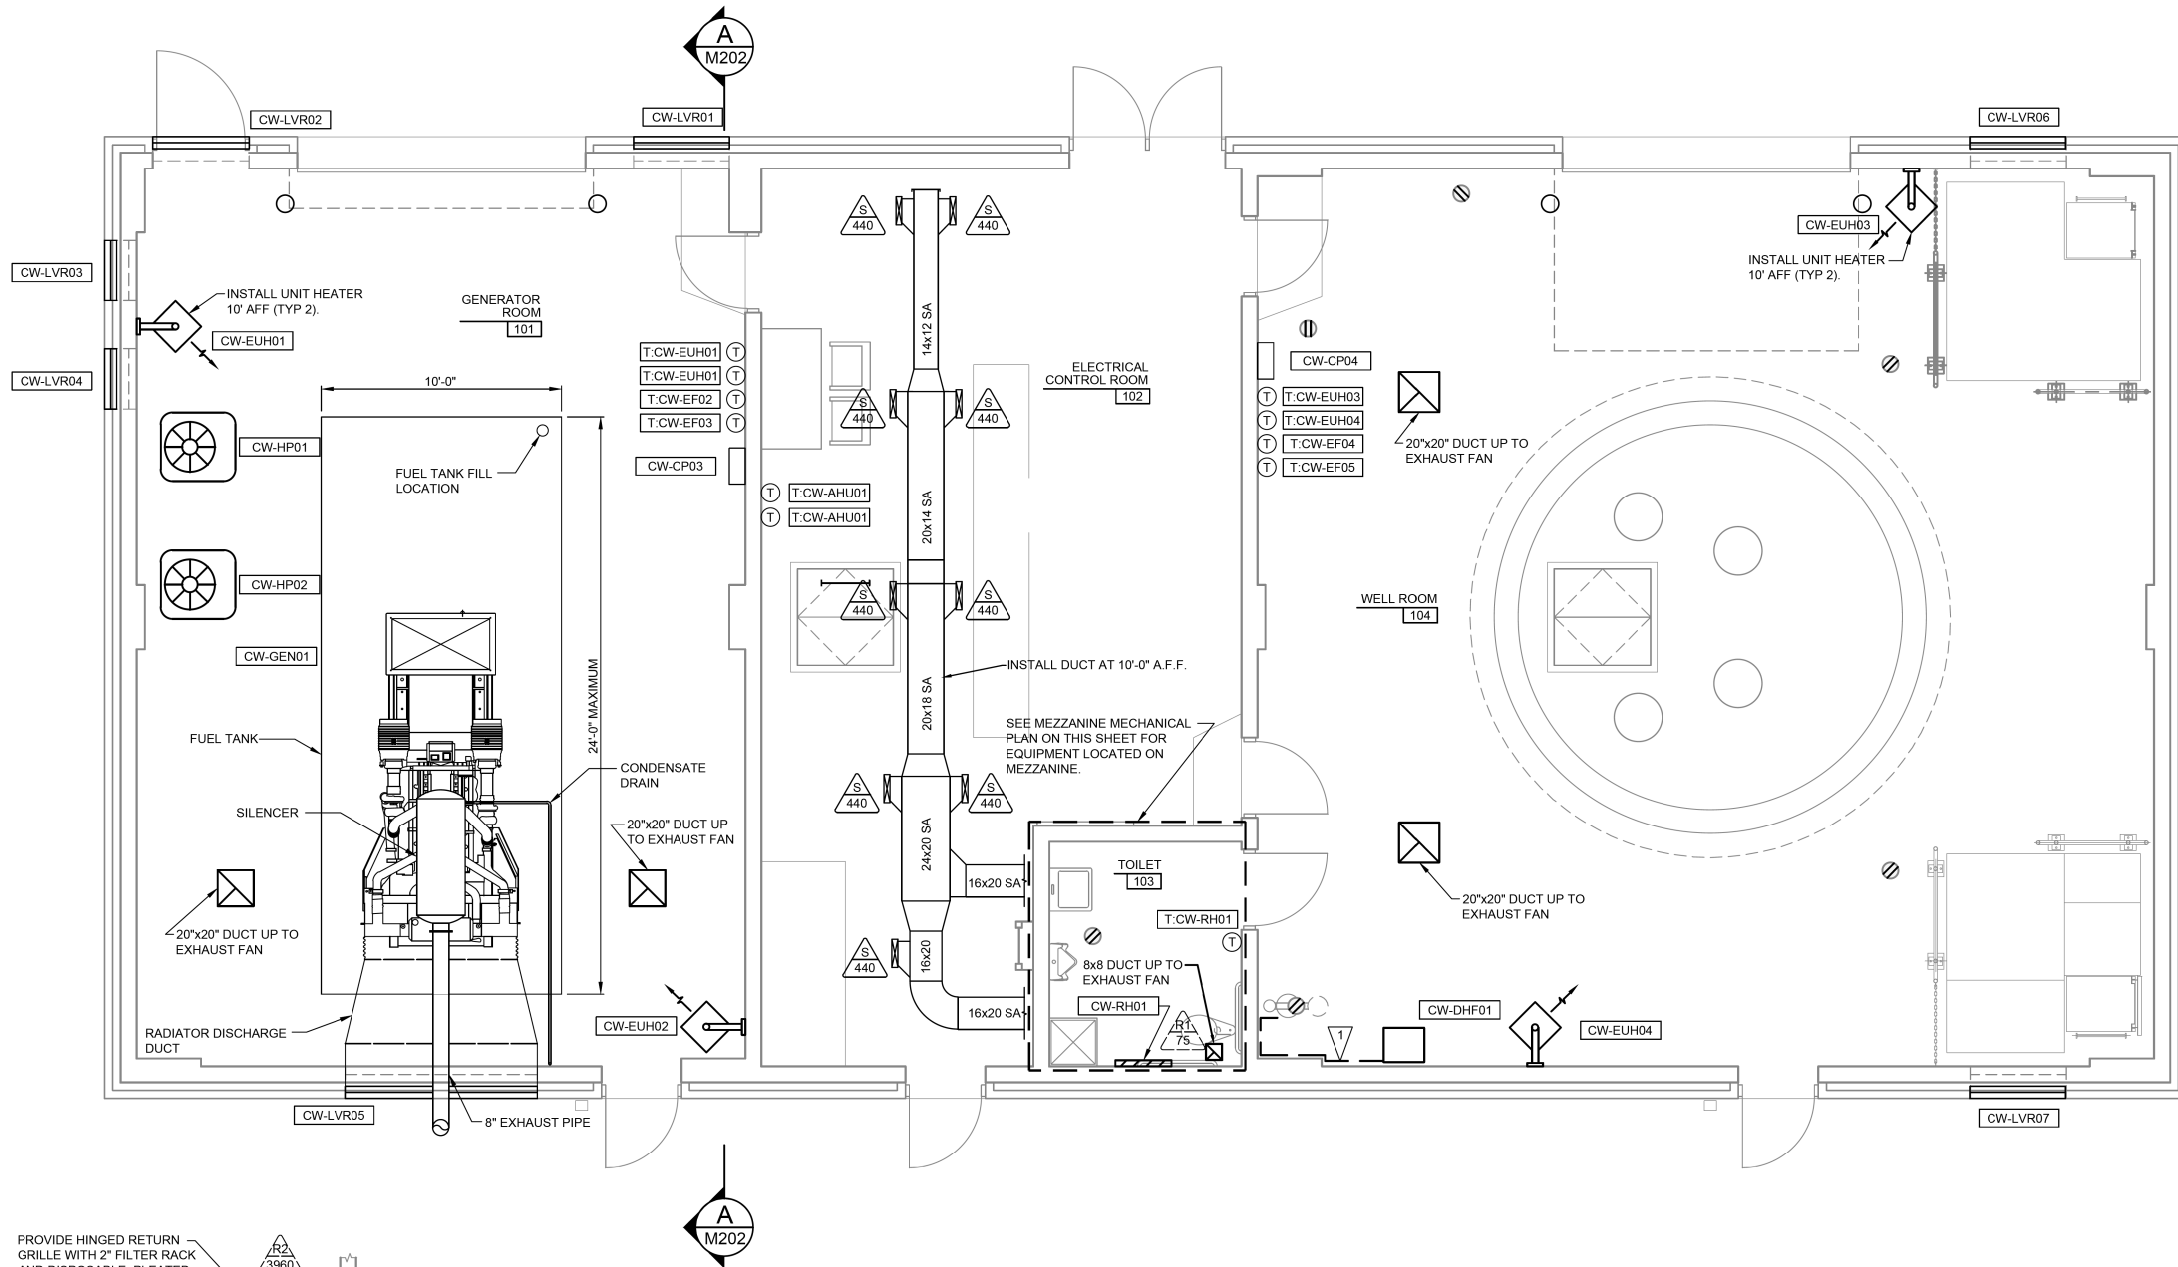 A
M202
CW-LVR02
CW-LVR01
CW-LVR06
CW-LVR03
CW-LVR04
INSTALL UNIT HEATER
10' AFF (TYP 2).
CW-EUH01
GENERATOR
ROOM
101
S
440
S
440
14x12 SA
CW-EUH03
INSTALL UNIT HEATER
10' AFF (TYP 2).
10'-0"
T:CW-EUH01
T
T:CW-EUH01
T
T:CW-EF02
T
T:CW-EF03
T
CW-CP03
ELECTRICAL
CONTROL ROOM
102
CW-CP04
T
T:CW-EUH03
T
T:CW-EUH04
T
T:CW-EF04
T
T:CW-EF05
S
440
S
440
20"x20" DUCT UP TO
EXHAUST FAN
CW-HP01
FUEL TANK FILL
LOCATION
T
T:CW-AHU01
T
T:CW-AHU01
20x14 SA
CW-HP02
S
440
S
440
WELL ROOM
104
CW-GEN01
24'-0" MAXIMUM
INSTALL DUCT AT 10'-0" A.F.F.
20x18 SA
SEE MEZZANINE MECHANICAL
PLAN ON THIS SHEET FOR
EQUIPMENT LOCATED ON
MEZZANINE.
FUEL TANK
CONDENSATE
DRAIN
SILENCER
20"x20" DUCT UP
TO EXHAUST FAN
S
440
S
440
24x20 SA
16x20 SA
TOILET
103
T:CW-RH01
T
20"x20" DUCT UP TO
EXHAUST FAN
20"x20" DUCT UP TO
EXHAUST FAN
S
440
16x20
8x8 DUCT UP TO
EXHAUST FAN
CW-RH01
R1
75
16x20 SA
RADIATOR DISCHARGE
DUCT
CW-EUH02
CW-DHF01
CW-EUH04
1
CW-LVR05
8" EXHAUST PIPE
CW-LVR07
A
M202
PROVIDE HINGED RETURN
GRILLE WITH 2" FILTER RACK
R2
3960